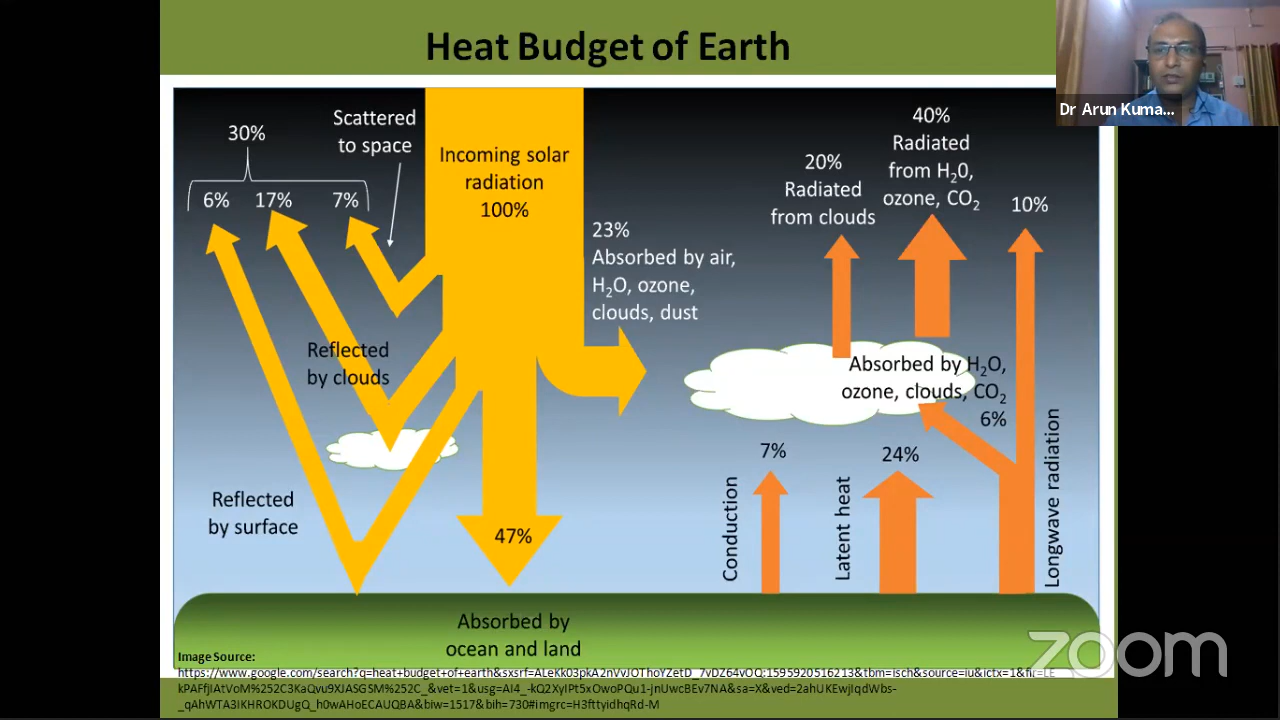 Heat Budget of Earth
Dr Arun Kuma...
30%
6%
17%
7%
Scattered
to space
Incoming solar
radiation
100%
23%
Absorbed by air,
H₂O, ozone,
clouds, dust
20%
Radiated
from clouds
40%
Radiated
from H₂0,
ozone, CO₂
10%
Reflected
by clouds
Absorbed by H₂O,
ozone, clouds, CO₂
6%
Reflected
by surface
47%
7%
Conduction
24%
Latent heat
Longwave radiation
Absorbed by
ocean and land
zoom
Image Source: